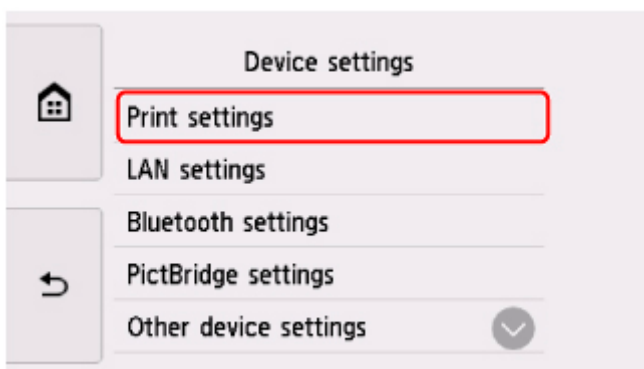 Device settings
Print settings
LAN settings
Bluetooth settings
PictBridge settings
Other device settings